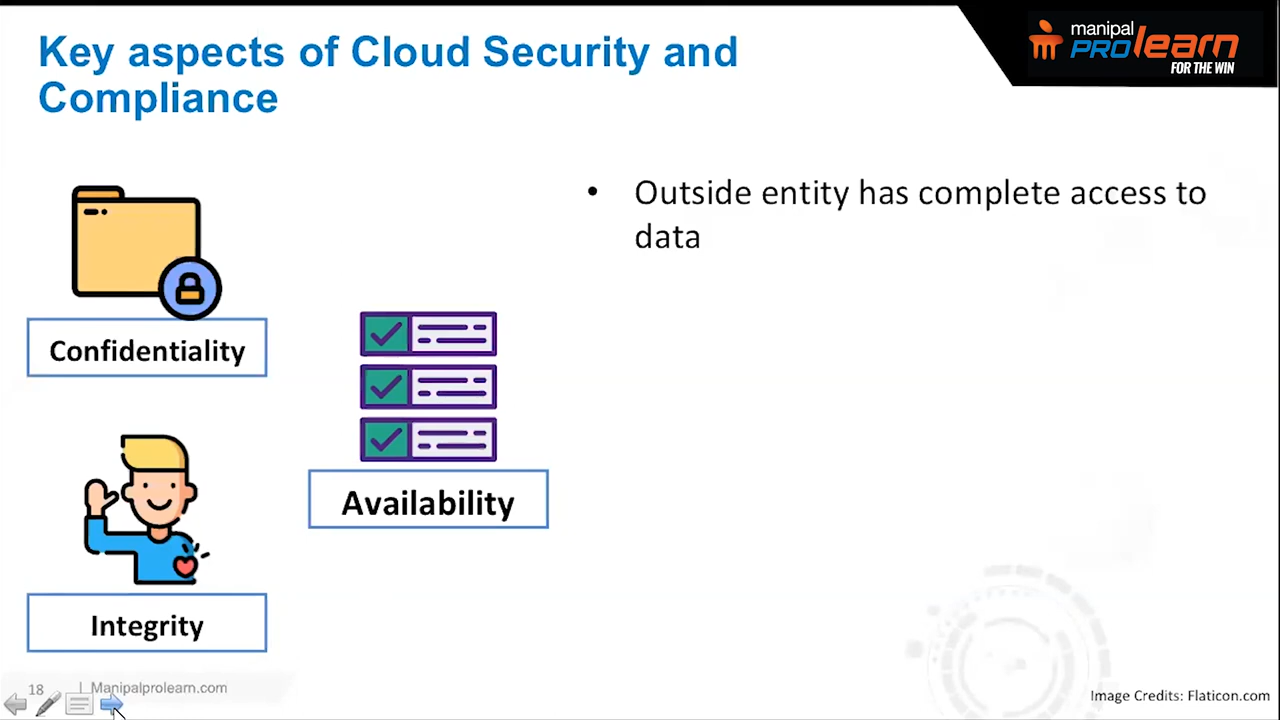 Key aspects of Cloud Security and
Compliance
manipal
PROlearn
FOR THE WIN
• Outside entity has complete access to
data
Confidentiality
Availability
Integrity
18 | Manipalprolearn.com
Image Credits: Flaticon.com